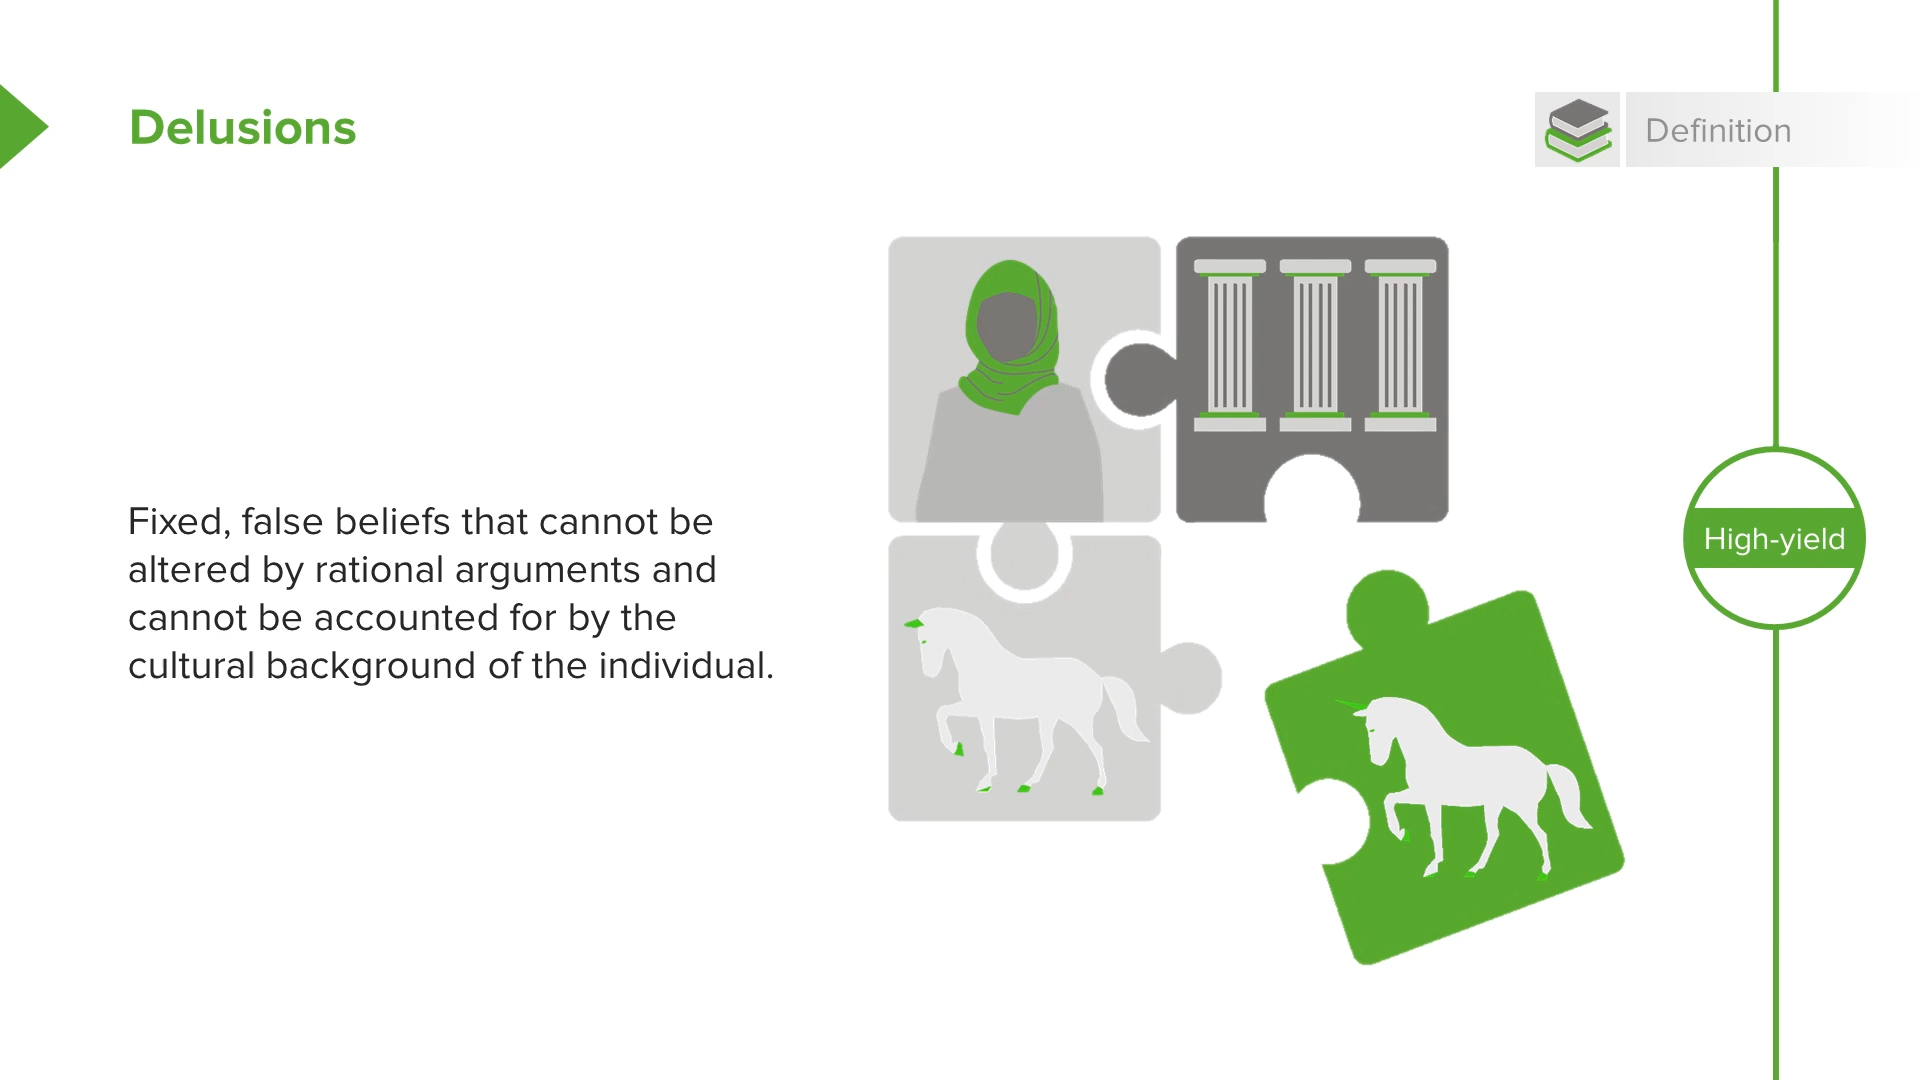 Delusions
Definition
Fixed, false beliefs that cannot be
altered by rational arguments and
cannot be accounted for by the
cultural background of the individual.
High-yield